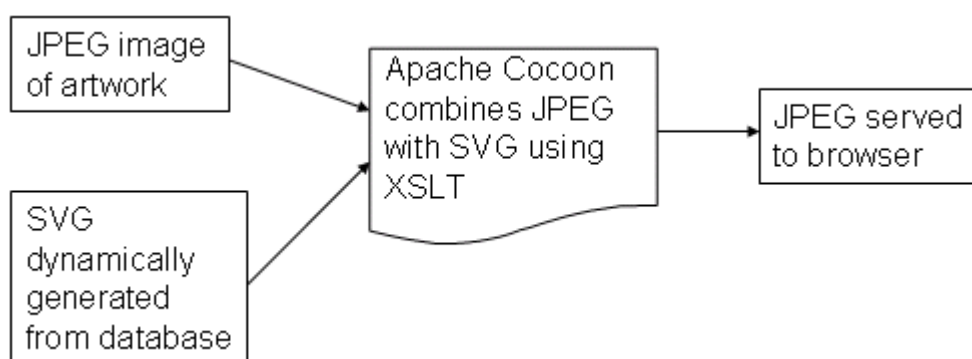 JPEG image
of artwork
SVG
dynamically
generated
from database
Apache Cocoon
combines JPEG
with SVG using
XSLT
JPEG served
to browser